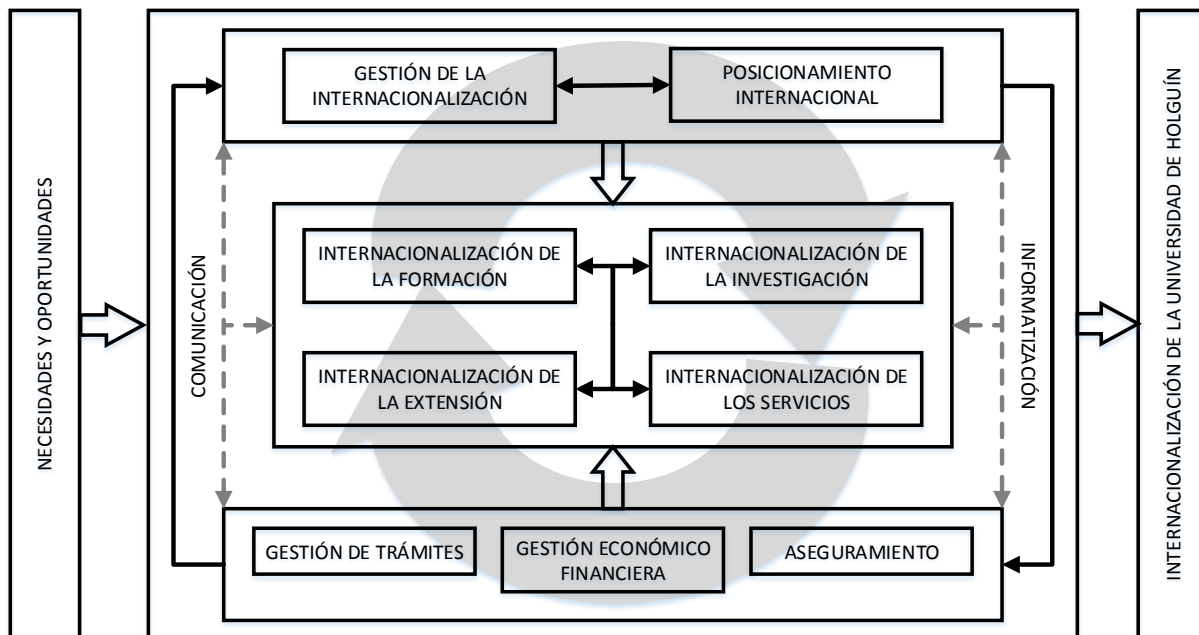 NECESIDADES Y OPORTUNIDADES
GESTIÓN DE LA
INTERNACIONALIZACIÓN
POSICIONAMIENTO
INTERNACIONAL
COMUNICACIÓN
INTERNACIONALIZACIÓN DE
LA FORMACIÓN
INTERNACIONALIZACIÓN DE
LA INVESTIGACIÓN
INTERNACIONALIZACIÓN DE
LA EXTENSIÓN
INTERNACIONALIZACIÓN DE
LOS SERVICIOS
INFORMATIZACIÓN
GESTIÓN DE TRÁMITES
GESTIÓN ECONÓMICO
FINANCIERA
ASEGURAMIENTO
INTERNACIONALIZACIÓN DE LA UNIVERSIDAD DE HOLGUÍN